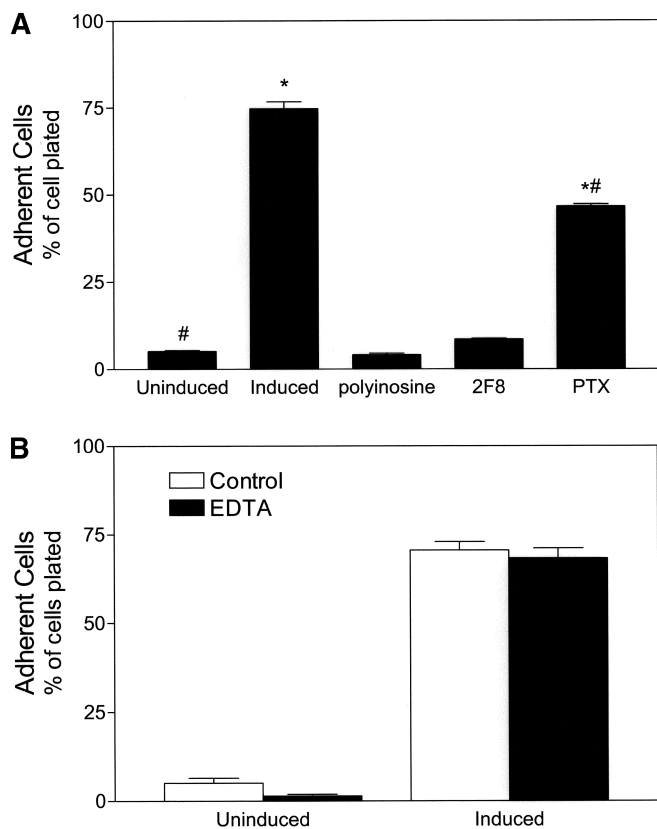 A
100
75
50
25
0
Adherent Cells
% of cell plated
#
*
*#
Uninduced Induced polyinosine 2F8 PTX
B
100
75
50
25
0
Adherent Cells
% of cells plated
Control
EDTA
Uninduced Induced